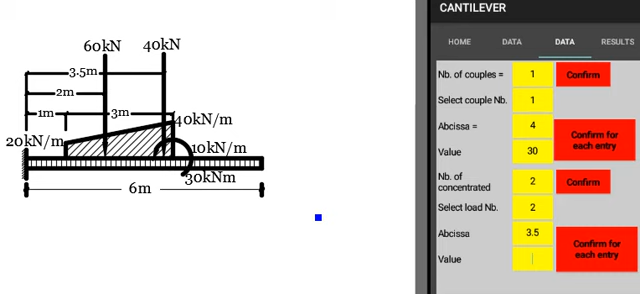 60kN
40kN
3.5m
2m
1m
3m
40kN/m
20kN/m
10kN/m
30kNm
6m
CANTILEVER
HOME DATA DATA RESULTS
Nb. of couples = 1 Confirm
Select couple Nb. 1
Abcissa = 4
Confirm for
each entry
Value 30
Nb. of
concentrated 2 Confirm
Select load Nb. 2
Abcissa 3.5
Confirm for
each entry
Value